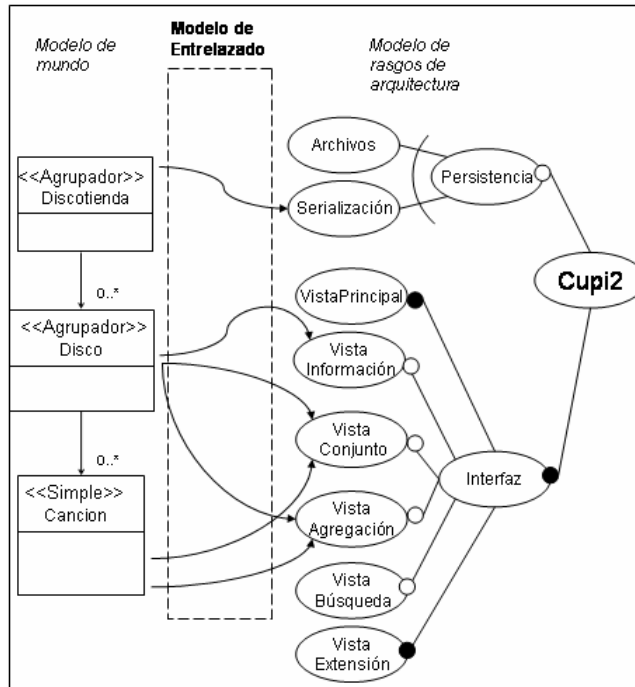 Modelo de
mundo
Modelo de
Entrelazado
Modelo de
rasgos de
arquitectura
<<Agrupador>>
Discotienda
0..*
<<Agrupador>>
Disco
0..*
<<Simple>>
Cancion
Archivos
Serialización
Persistencia
Cupi2
VistaPrincipal
Vista
Información
Vista
Conjunto
Vista
Agregación
Vista
Búsqueda
Vista
Extensión
Interfaz